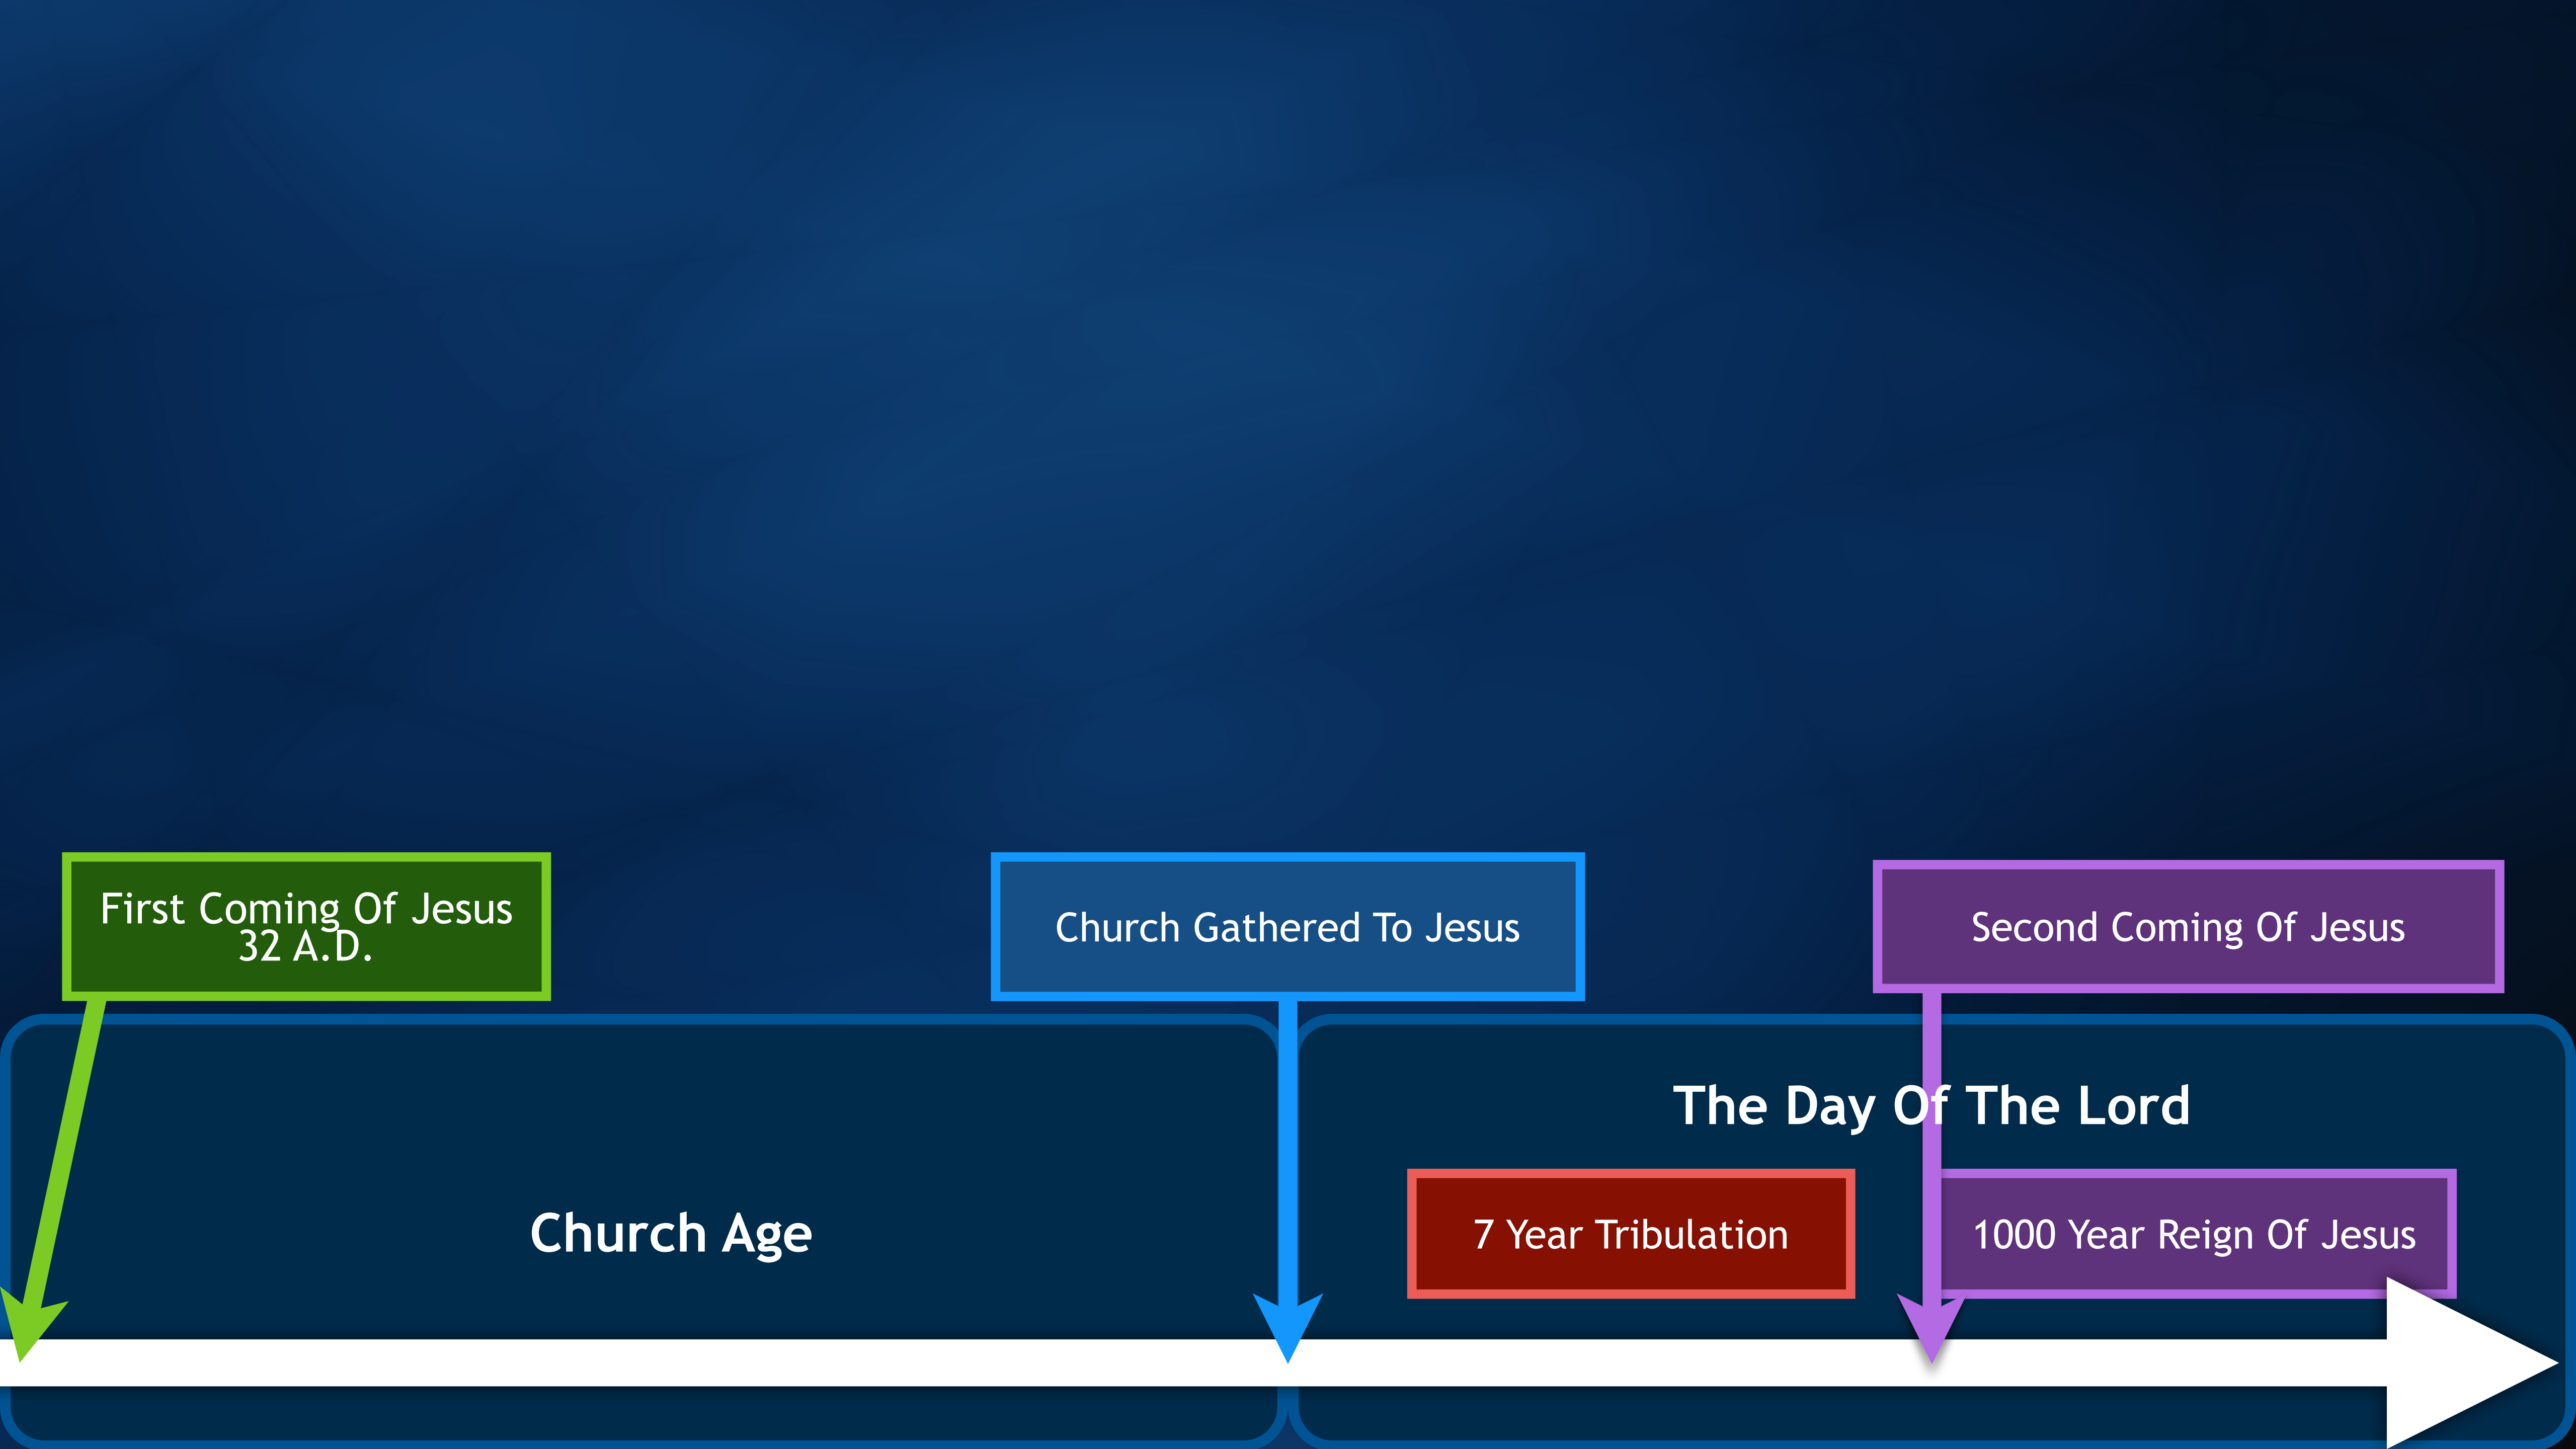 First Coming Of Jesus
32 A.D.
Church Gathered To Jesus
Second Coming Of Jesus
The Day Of The Lord
Church Age
7 Year Tribulation
1000 Year Reign Of Jesus